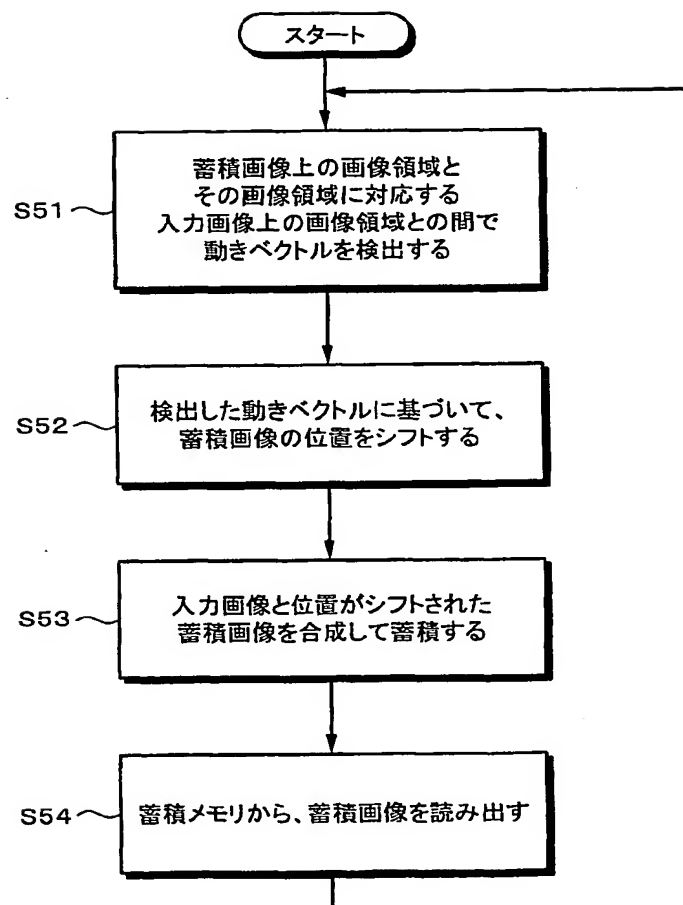 スタート
S51
蓄積画像上の画像領域と
その画像領域に対応する
入力画像上の画像領域との間で
動きベクトルを検出する
S52
検出した動きベクトルに基づいて、
蓄積画像の位置をシフトする
S53
入力画像と位置がシフトされた
蓄積画像を合成して蓄積する
S54
蓄積メモリから、蓄積画像を読み出す